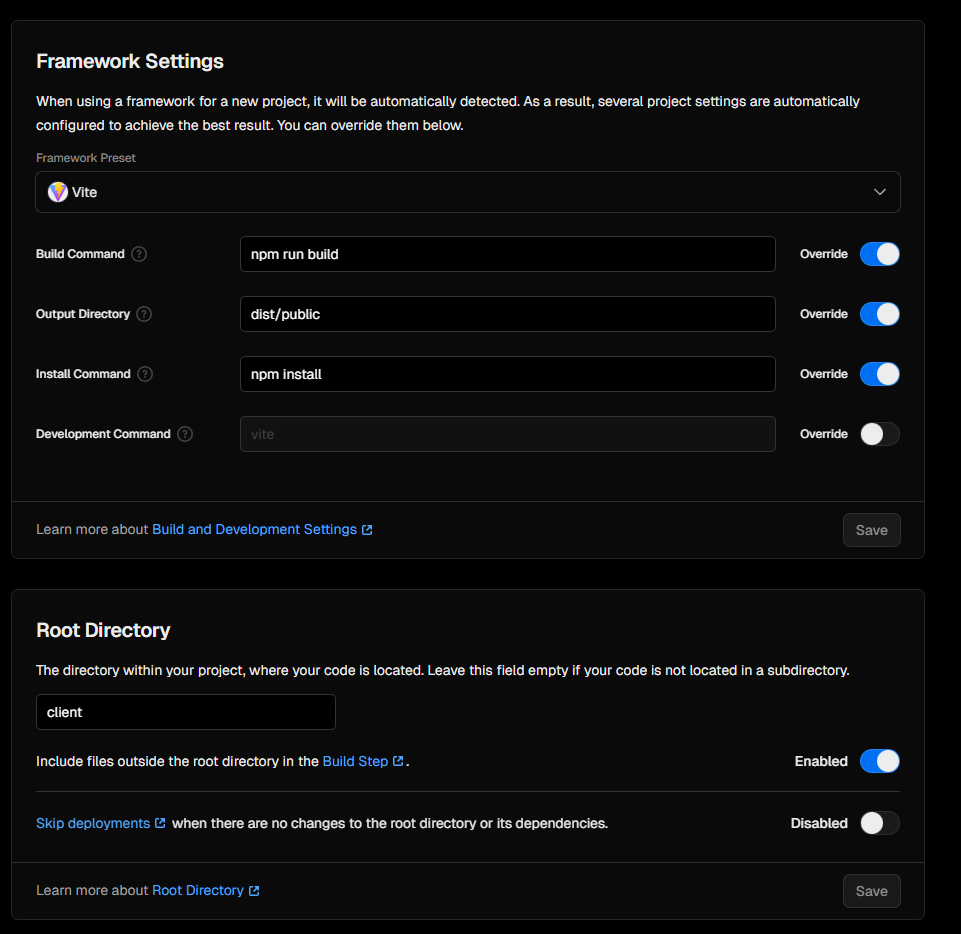 Framework Settings
When using a framework for a new project, it will be automatically detected. As a result, several project settings are automatically
configured to achieve the best result. You can override them below.
Framework Preset
Vite
Build Command ? npm run build Override
Output Directory ? dist/public Override
Install Command ? npm install Override
Development Command ? vite Override
Learn more about Build and Development Settings Save
Root Directory
The directory within your project, where your code is located. Leave this field empty if your code is not located in a subdirectory.
client
Include files outside the root directory in the Build Step . Enabled
Skip deployments when there are no changes to the root directory or its dependencies. Disabled
Learn more about Root Directory Save